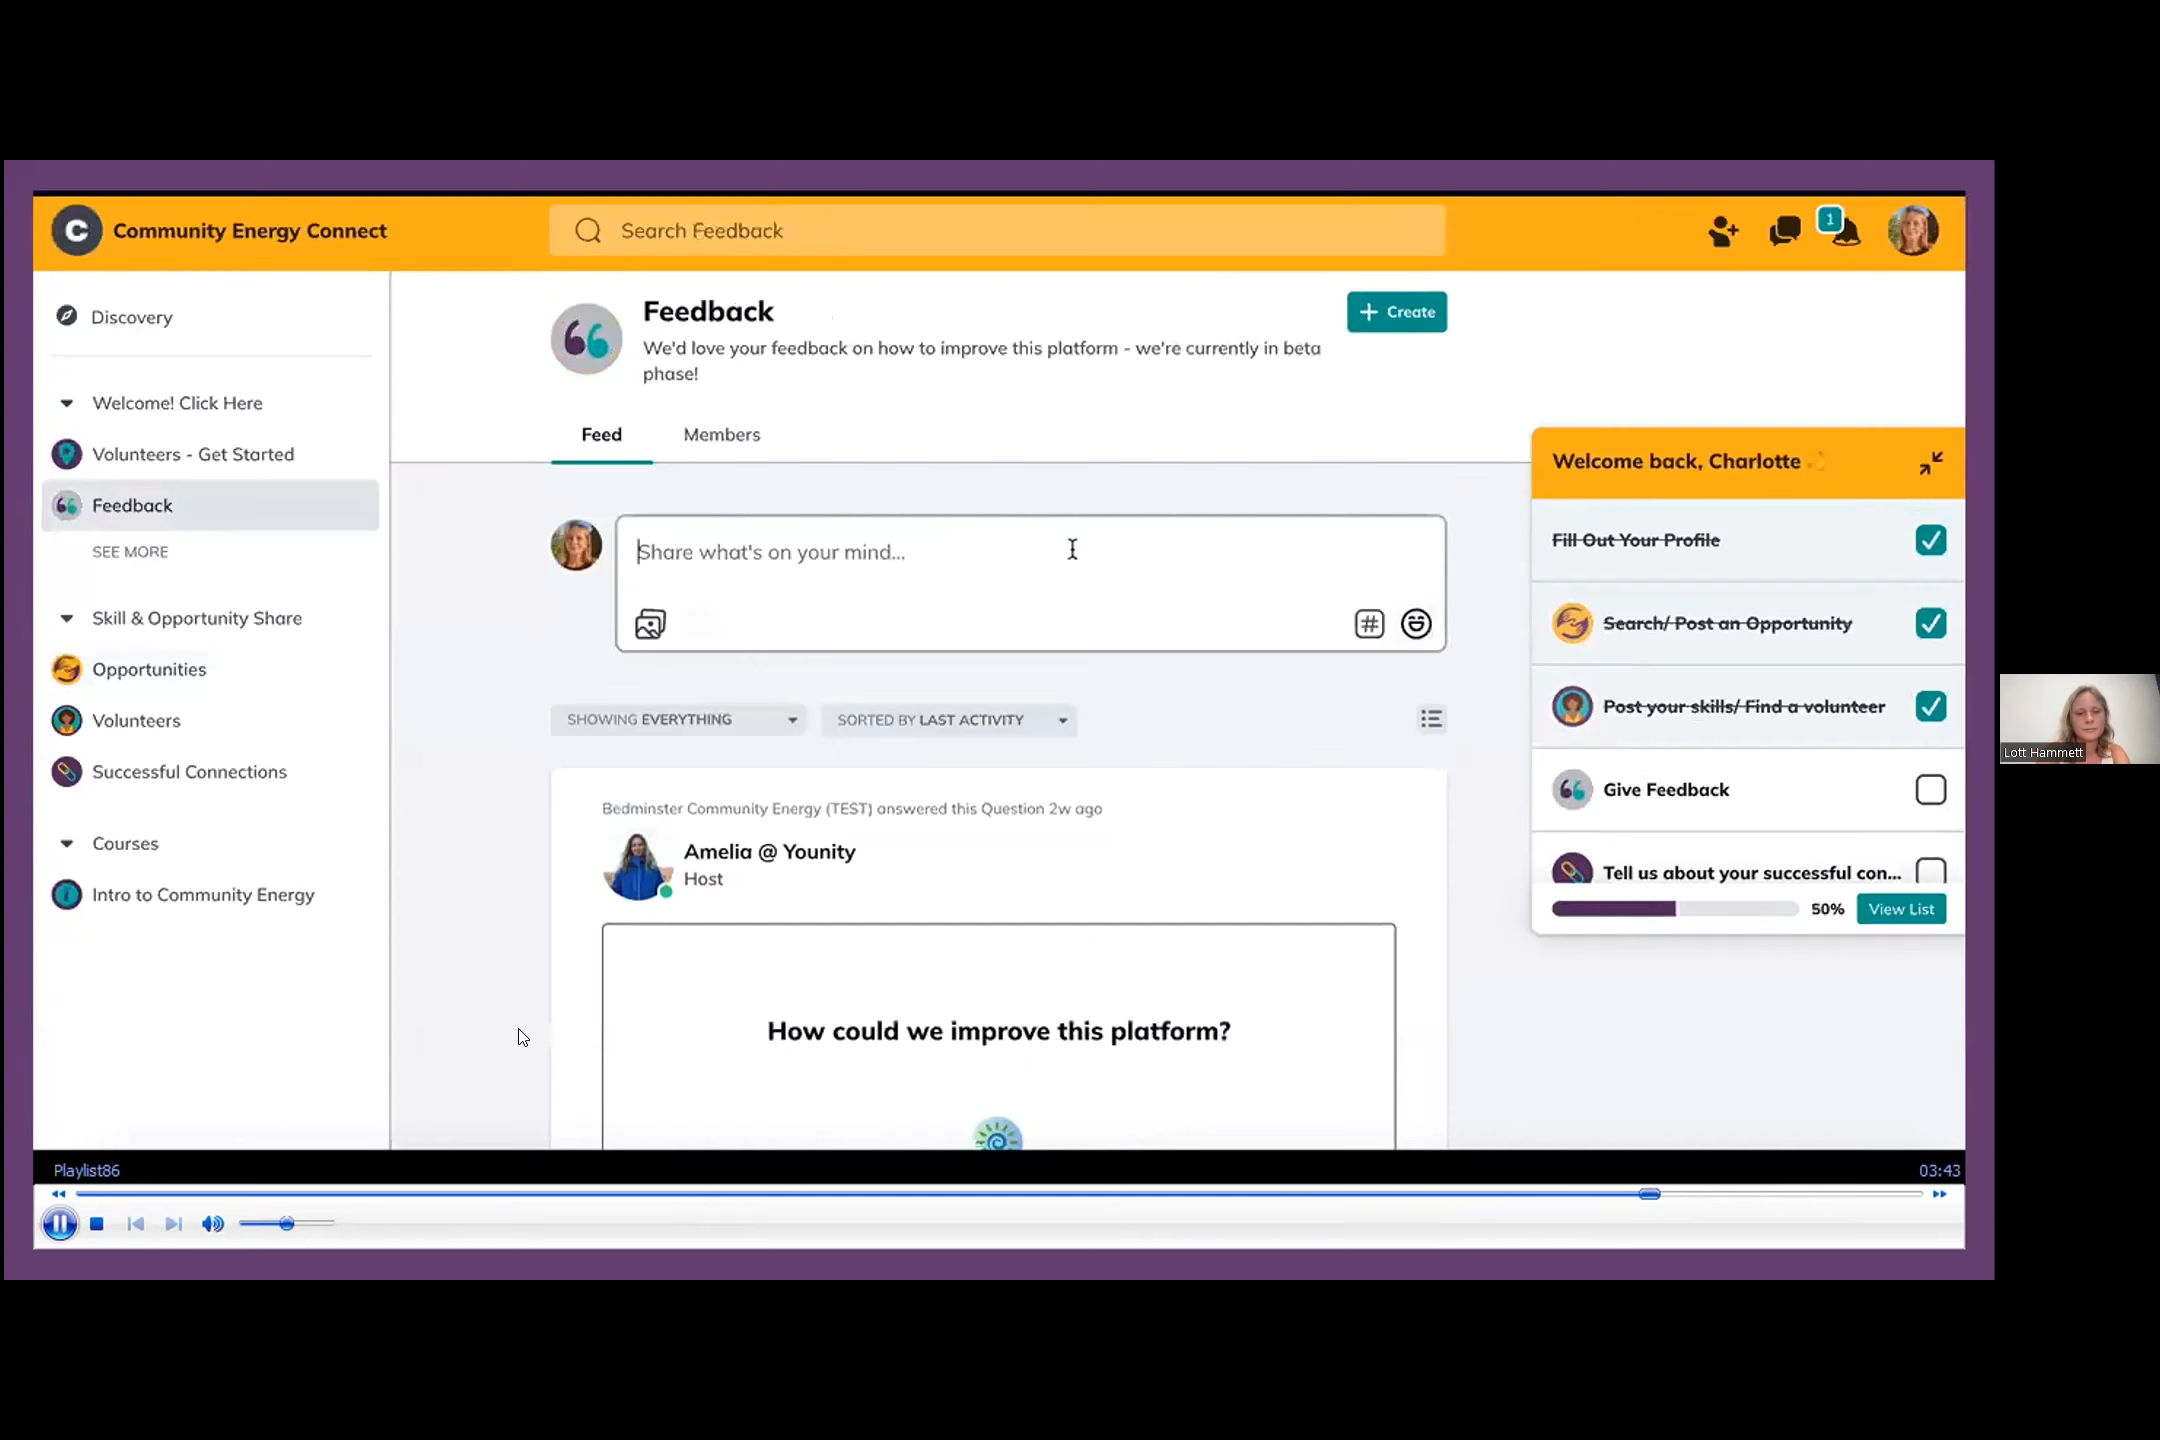 C
Community Energy Connect
Search Feedback
1
Discovery
Welcome! Click Here
Volunteers - Get Started
Feedback
SEE MORE
Skill & Opportunity Share
Opportunities
Volunteers
Successful Connections
Courses
Intro to Community Energy
Feedback
We'd love your feedback on how to improve this platform - we're currently in beta
phase!
+ Create
Feed
Members
Share what's on your mind...
#
SHOWING EVERYTHING
SORTED BY LAST ACTIVITY
Bedminster Community Energy (TEST) answered this Question 2w ago
Amelia @ Younity
Host
How could we improve this platform?
Welcome back, Charlotte
Fill Out Your Profile
Search/ Post an Opportunity
Post your skills/ Find a volunteer
Give Feedback
Tell us about your successful con...
50%
View List
Lott Hammett
Playlist86
03:43